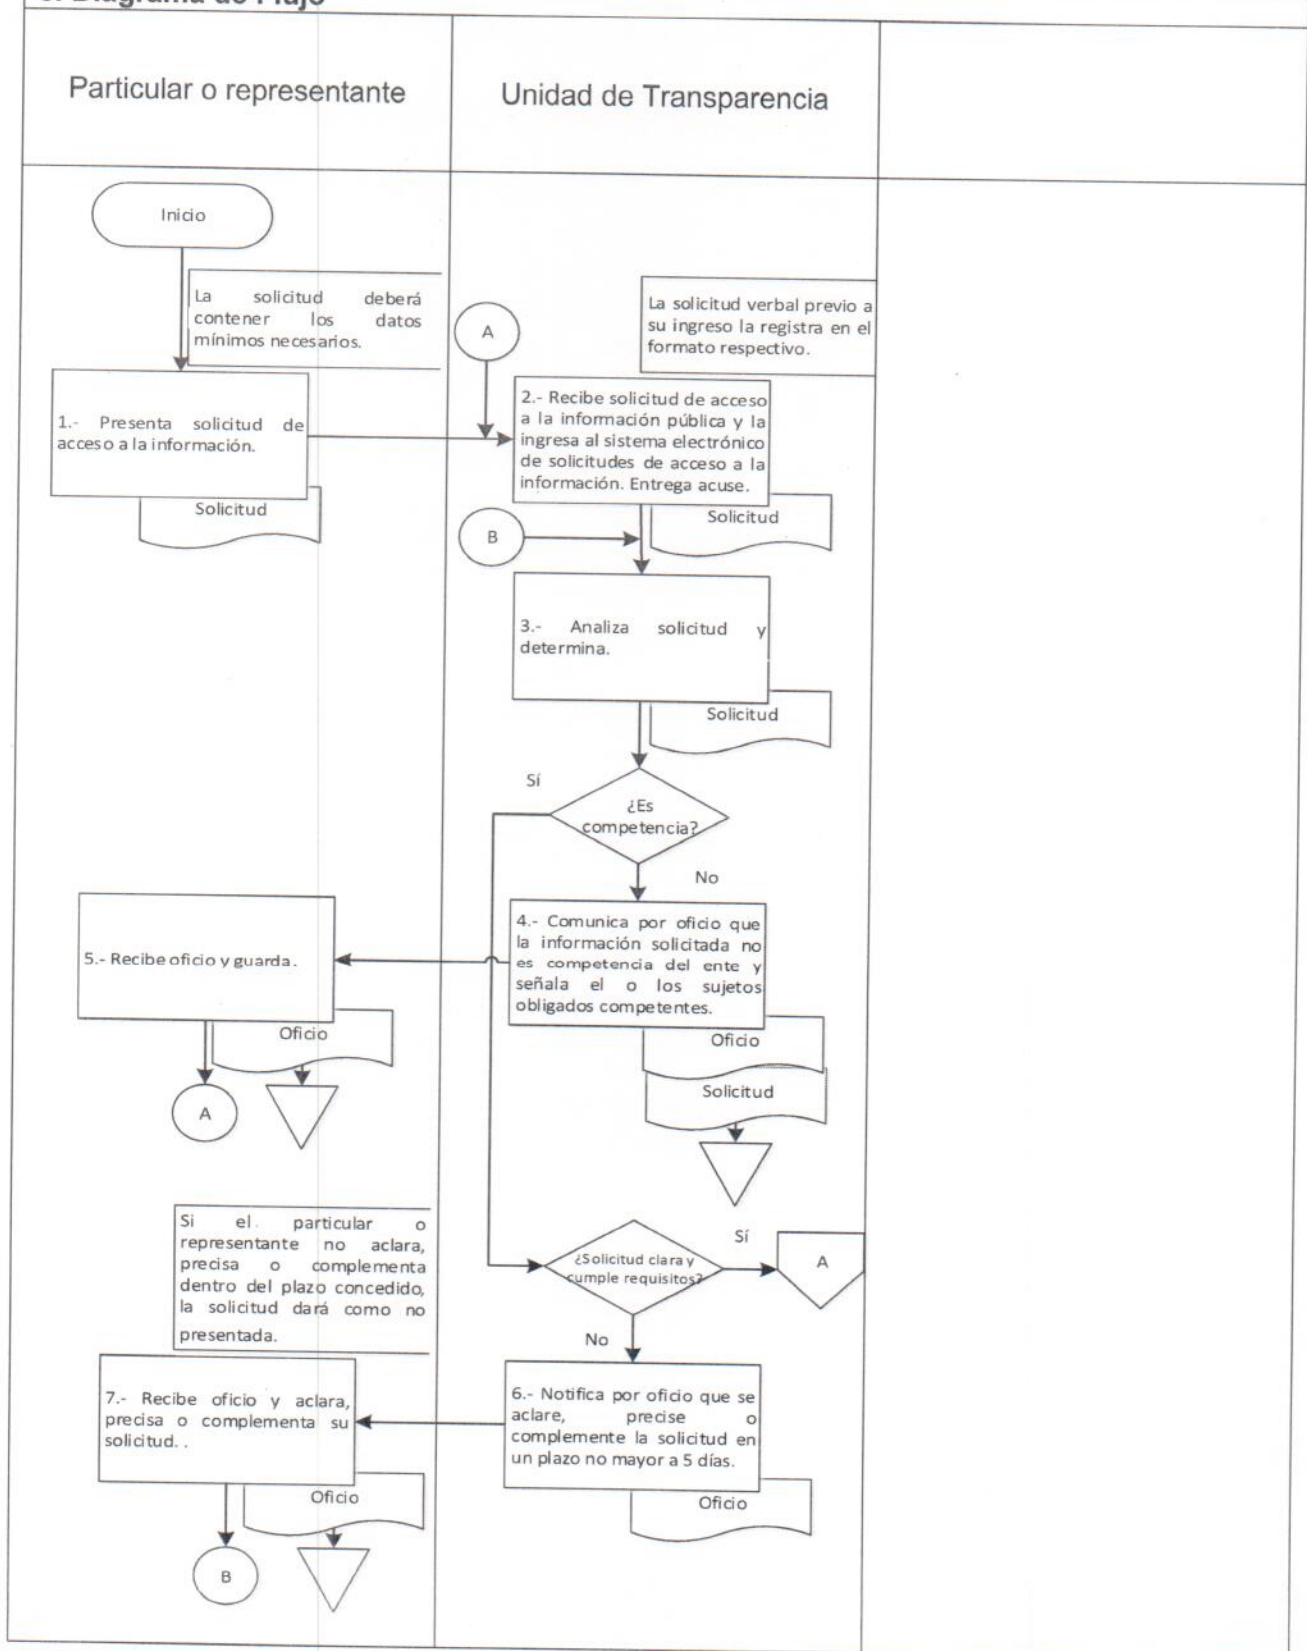 Particular o representante
Unidad de Transparencia
Inicio
La solicitud deberá
contener los datos
mínimos necesarios.
La solicitud verbal previo a
su ingreso la registra en el
formato respectivo.
A
1.- Presenta solicitud de
acceso a la información.
Solicitud
2.- Recibe solicitud de acceso
a la información pública y la
ingresa al sistema electrónico
de solicitudes de acceso a la
información. Entrega acuse.
Solicitud
B
3.- Analiza solicitud y
determina.
Solicitud
Sí
¿Es
competencia?
No
4.- Comunica por oficio que
la información solicitada no
es competencia del ente y
señala el o los sujetos
obligados competentes.
Oficio
Solicitud
5.- Recibe oficio y guarda.
Oficio
A
¿Solicitud clara y
cumple requisitos?
Sí
A
No
Si el particular o
representante no aclara,
precisa o complementa
dentro del plazo concedido,
la solicitud dará como no
presentada.
6.- Notifica por oficio que se
aclare, precise o
complemente la solicitud en
un plazo no mayor a 5 días.
Oficio
7.- Recibe oficio y aclara,
precisa o complementa su
solicitud. .
Oficio
B